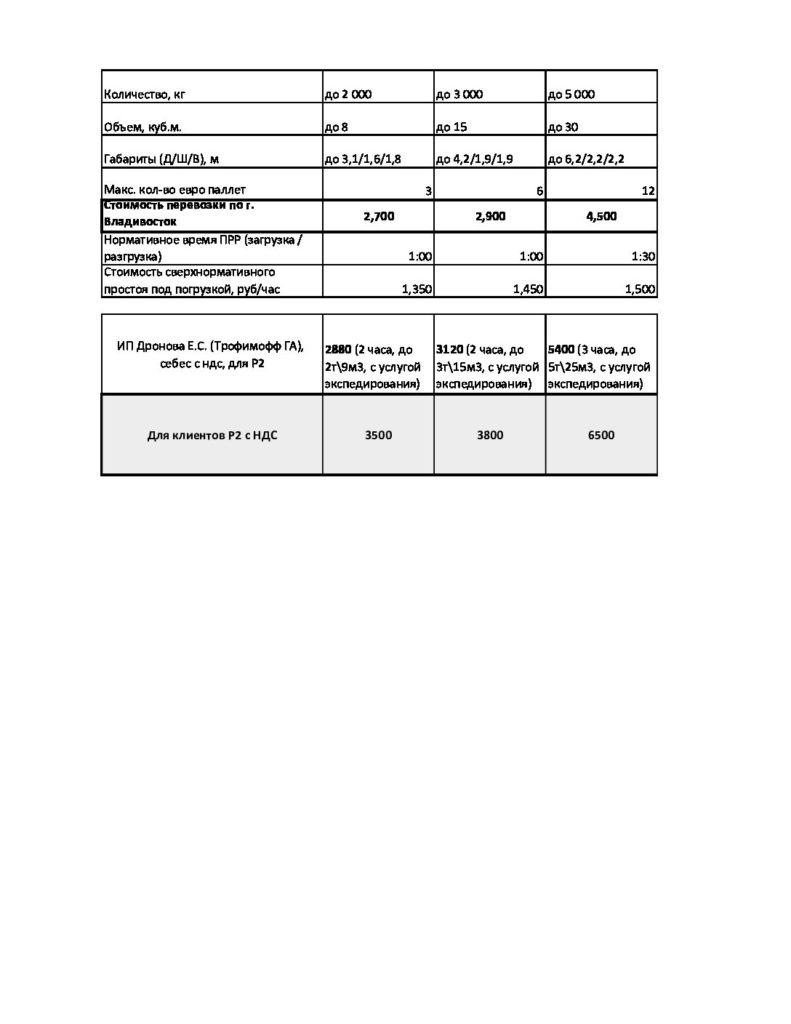 Количество, кг до 2 000 до 3 000 до 5 000
Объем, куб.м. до 8 до 15 до 30
Габариты (Д/Ш/В), м до 3,1/1,6/1,8 до 4,2/1,9/1,9 до 6,2/2,2/2,2
Макс. кол-во евро паллет 3 6 12
Стоимость перевозки по г.
Владивосток 2,700 2,900 4,500
Нормативное время ПРР (загрузка /
разгрузка) 1:00 1:00 1:30
Стоимость сверхнормативного
простоя под погрузкой, руб/час 1,350 1,450 1,500
ИП Дронова Е.С. (Трофимофф ГА), 2880 (2 часа, до 3120 (2 часа, до 5400 (3 часа, до
себес с ндс, для Р2 2т\9м3, с услугой 3т\15м3, с услугой 5т\25м3, с услугой
экспедирования) экспедирования) экспедирования)
Для клиентов Р2 с НДС 3500 3800 6500